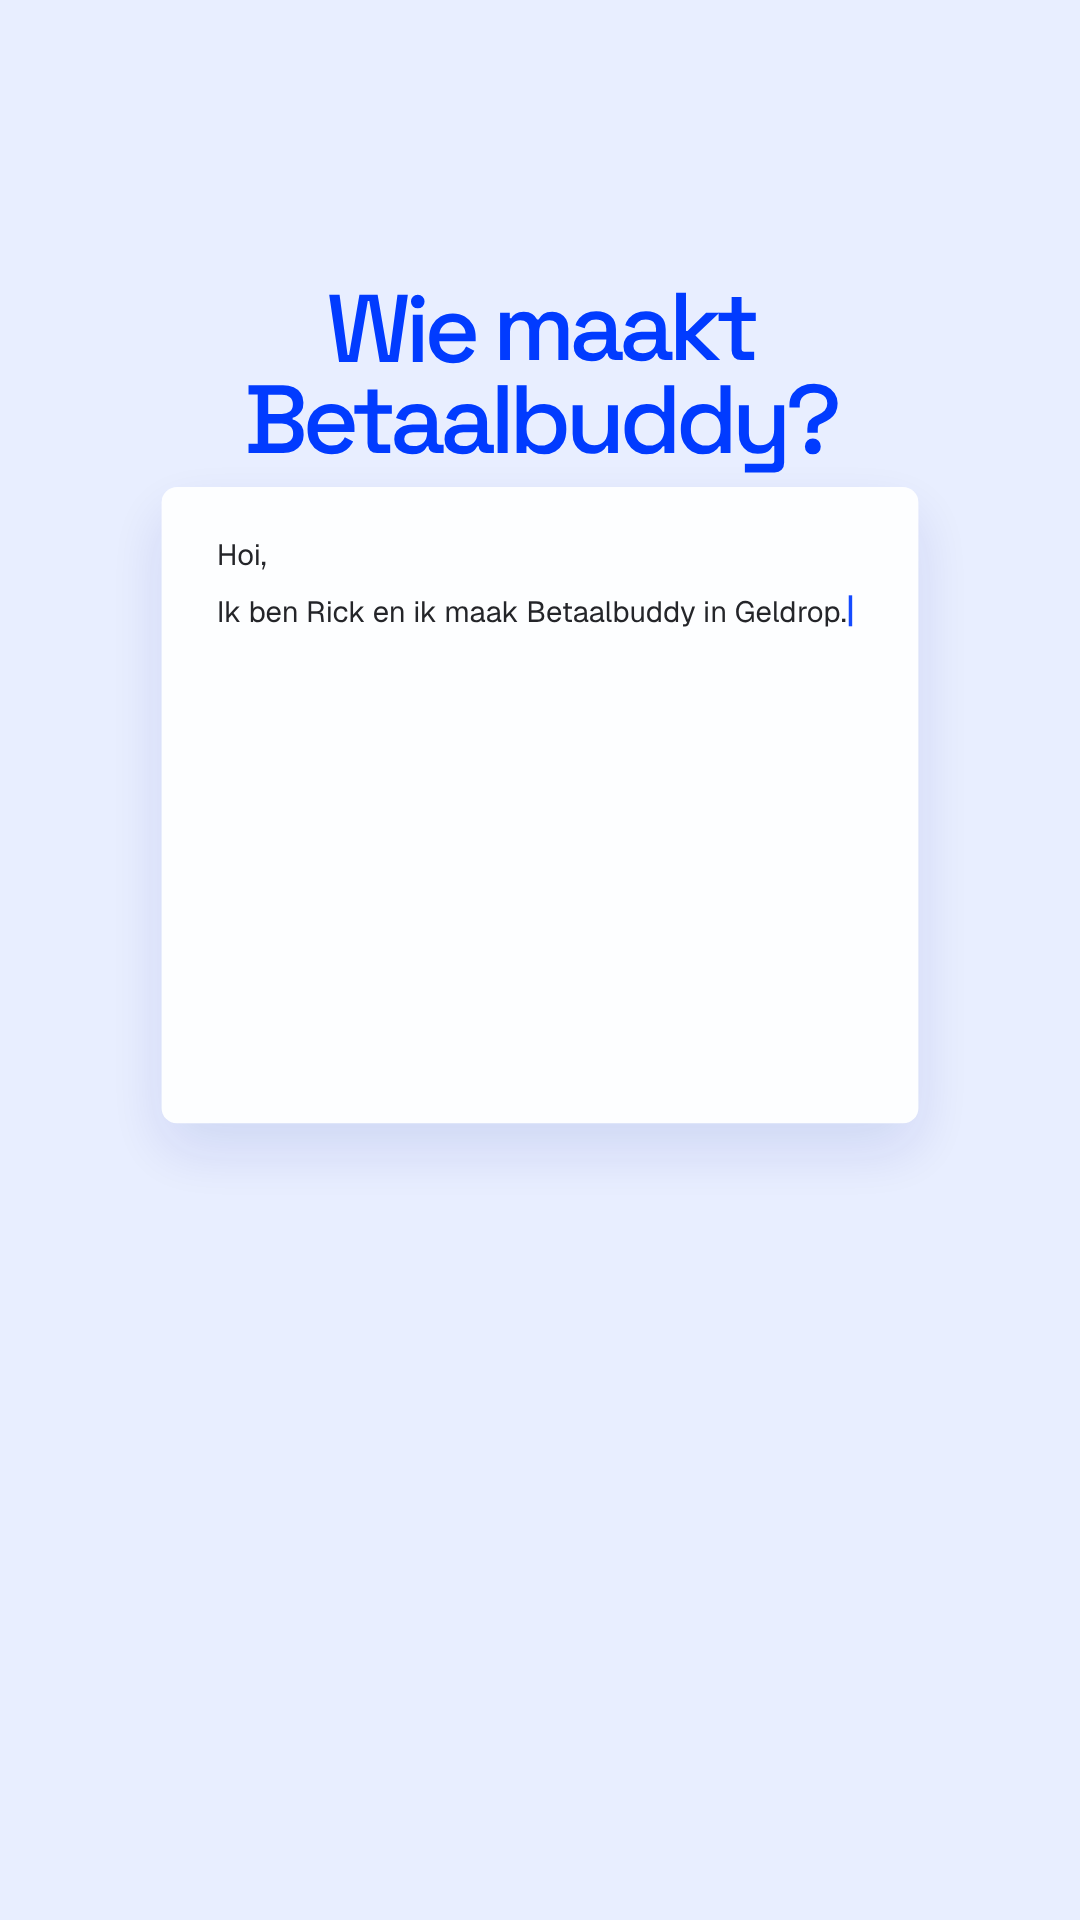 Wie maakt
Betaalbuddy?
Hoi,
Ik ben Rick en ik maak Betaalbuddy in Geldrop.